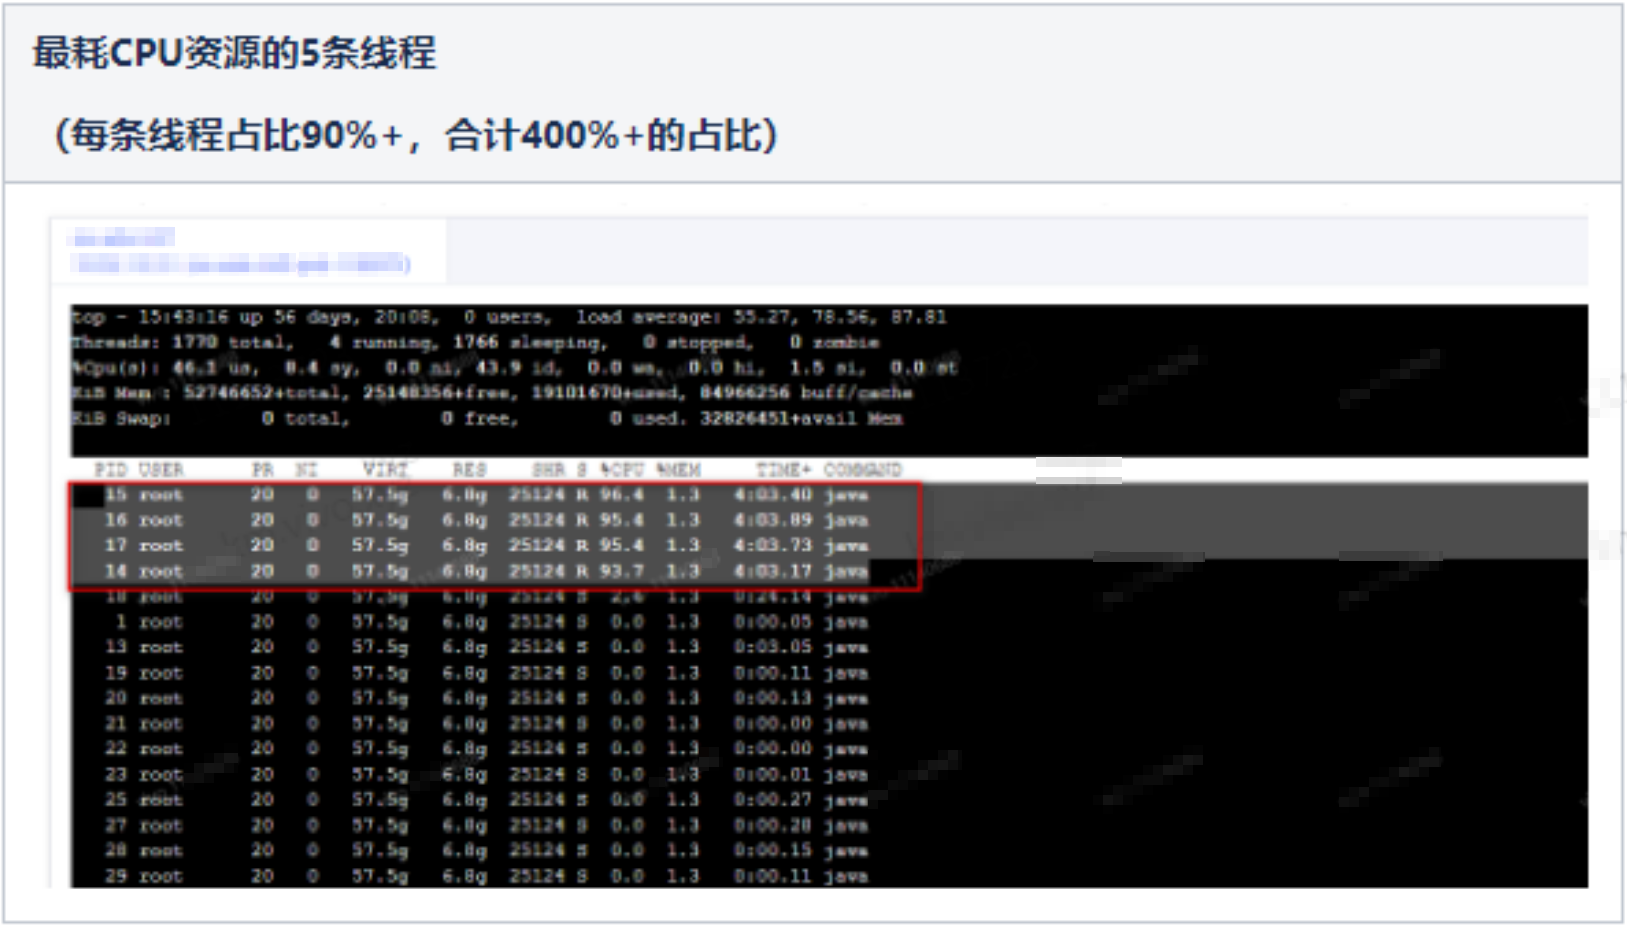 最耗CPU资源的5条线程
（每条线程占比90%+，合计400%+的占比）
top - 15:43:16 up 56 days, 20:08,  0 users,  load average: 55.27, 78.56, 87.81
Threads: 1770 total,   4 running, 1766 sleeping,   0 stopped,   0 zombie
%Cpu(s): 46.1 us,  8.4 sy,  0.0 ni, 43.9 id,  0.0 wa,  0.0 hi,  1.5 si,  0.0 st
KiB Mem : 52746652+total, 25148356+free, 19101670+used, 84966256 buff/cache
KiB Swap:        0 total,        0 free,        0 used. 32826451+avail Mem
PID USER PR NI VIRT RES SHR S %CPU %MEM TIME+ COMMAND
15 root 20 0 57.5g 6.8g 25124 R 96.4 1.3 4:03.40 java
16 root 20 0 57.5g 6.8g 25124 R 95.4 1.3 4:03.89 java
17 root 20 0 57.5g 6.8g 25124 R 95.4 1.3 4:03.73 java
14 root 20 0 57.5g 6.8g 25124 R 93.7 1.3 4:03.17 java
18 root 20 0 57.5g 6.8g 25124 S 2.6 1.3 0:24.14 java
1 root 20 0 57.5g 6.8g 25124 S 0.0 1.3 0:00.05 java
13 root 20 0 57.5g 6.8g 25124 S 0.0 1.3 0:03.05 java
19 root 20 0 57.5g 6.8g 25124 S 0.0 1.3 0:00.11 java
20 root 20 0 57.5g 6.8g 25124 S 0.0 1.3 0:00.13 java
21 root 20 0 57.5g 6.8g 25124 S 0.0 1.3 0:00.00 java
22 root 20 0 57.5g 6.8g 25124 S 0.0 1.3 0:00.00 java
23 root 20 0 57.5g 6.8g 25124 S 0.0 1.3 0:00.01 java
25 root 20 0 57.5g 6.8g 25124 S 0.0 1.3 0:00.27 java
27 root 20 0 57.5g 6.8g 25124 S 0.0 1.3 0:00.28 java
28 root 20 0 57.5g 6.8g 25124 S 0.0 1.3 0:00.15 java
29 root 20 0 57.5g 6.8g 25124 S 0.0 1.3 0:00.11 java